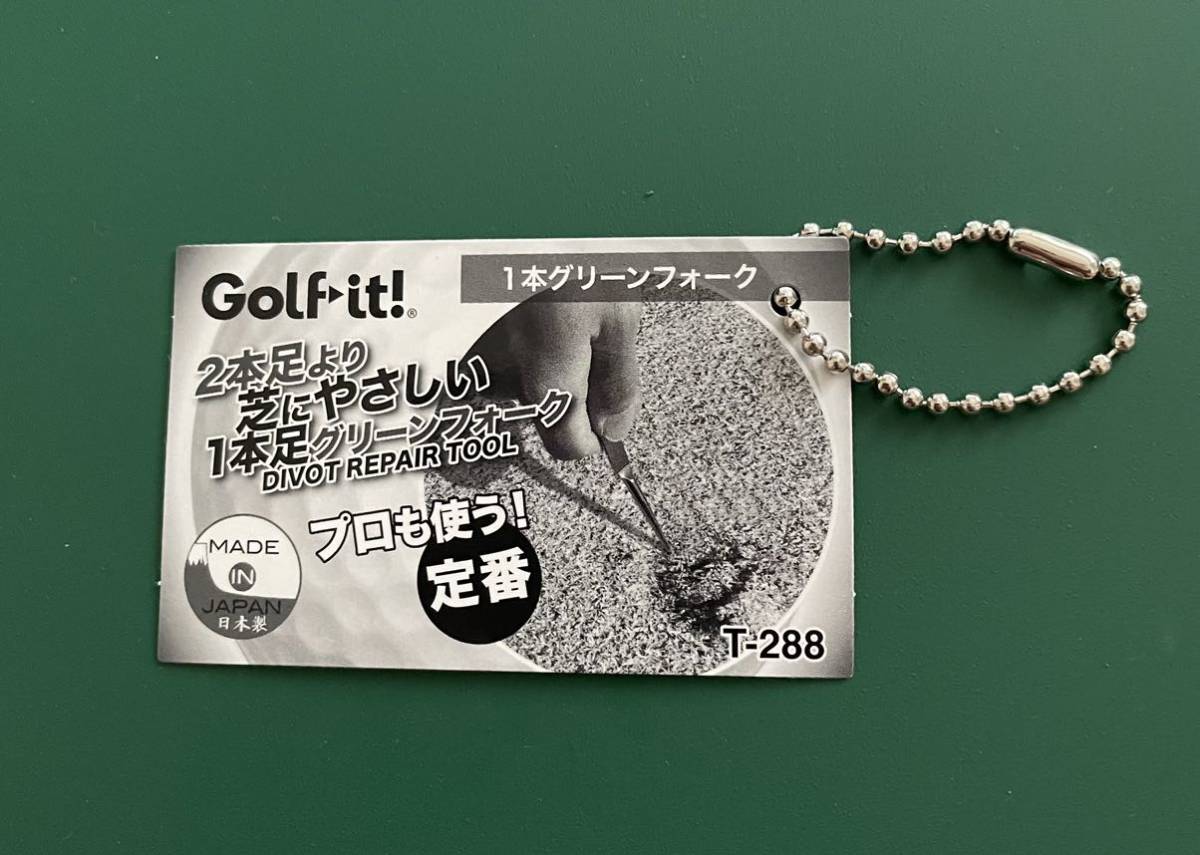 Golf▸it!®
1本グリーンフォーク
2本足より
芝にやさしい
1本足グリーンフォーク
DIVOT REPAIR TOOL
プロも使う!
定番
MADE
IN
JAPAN
日本製
T-288